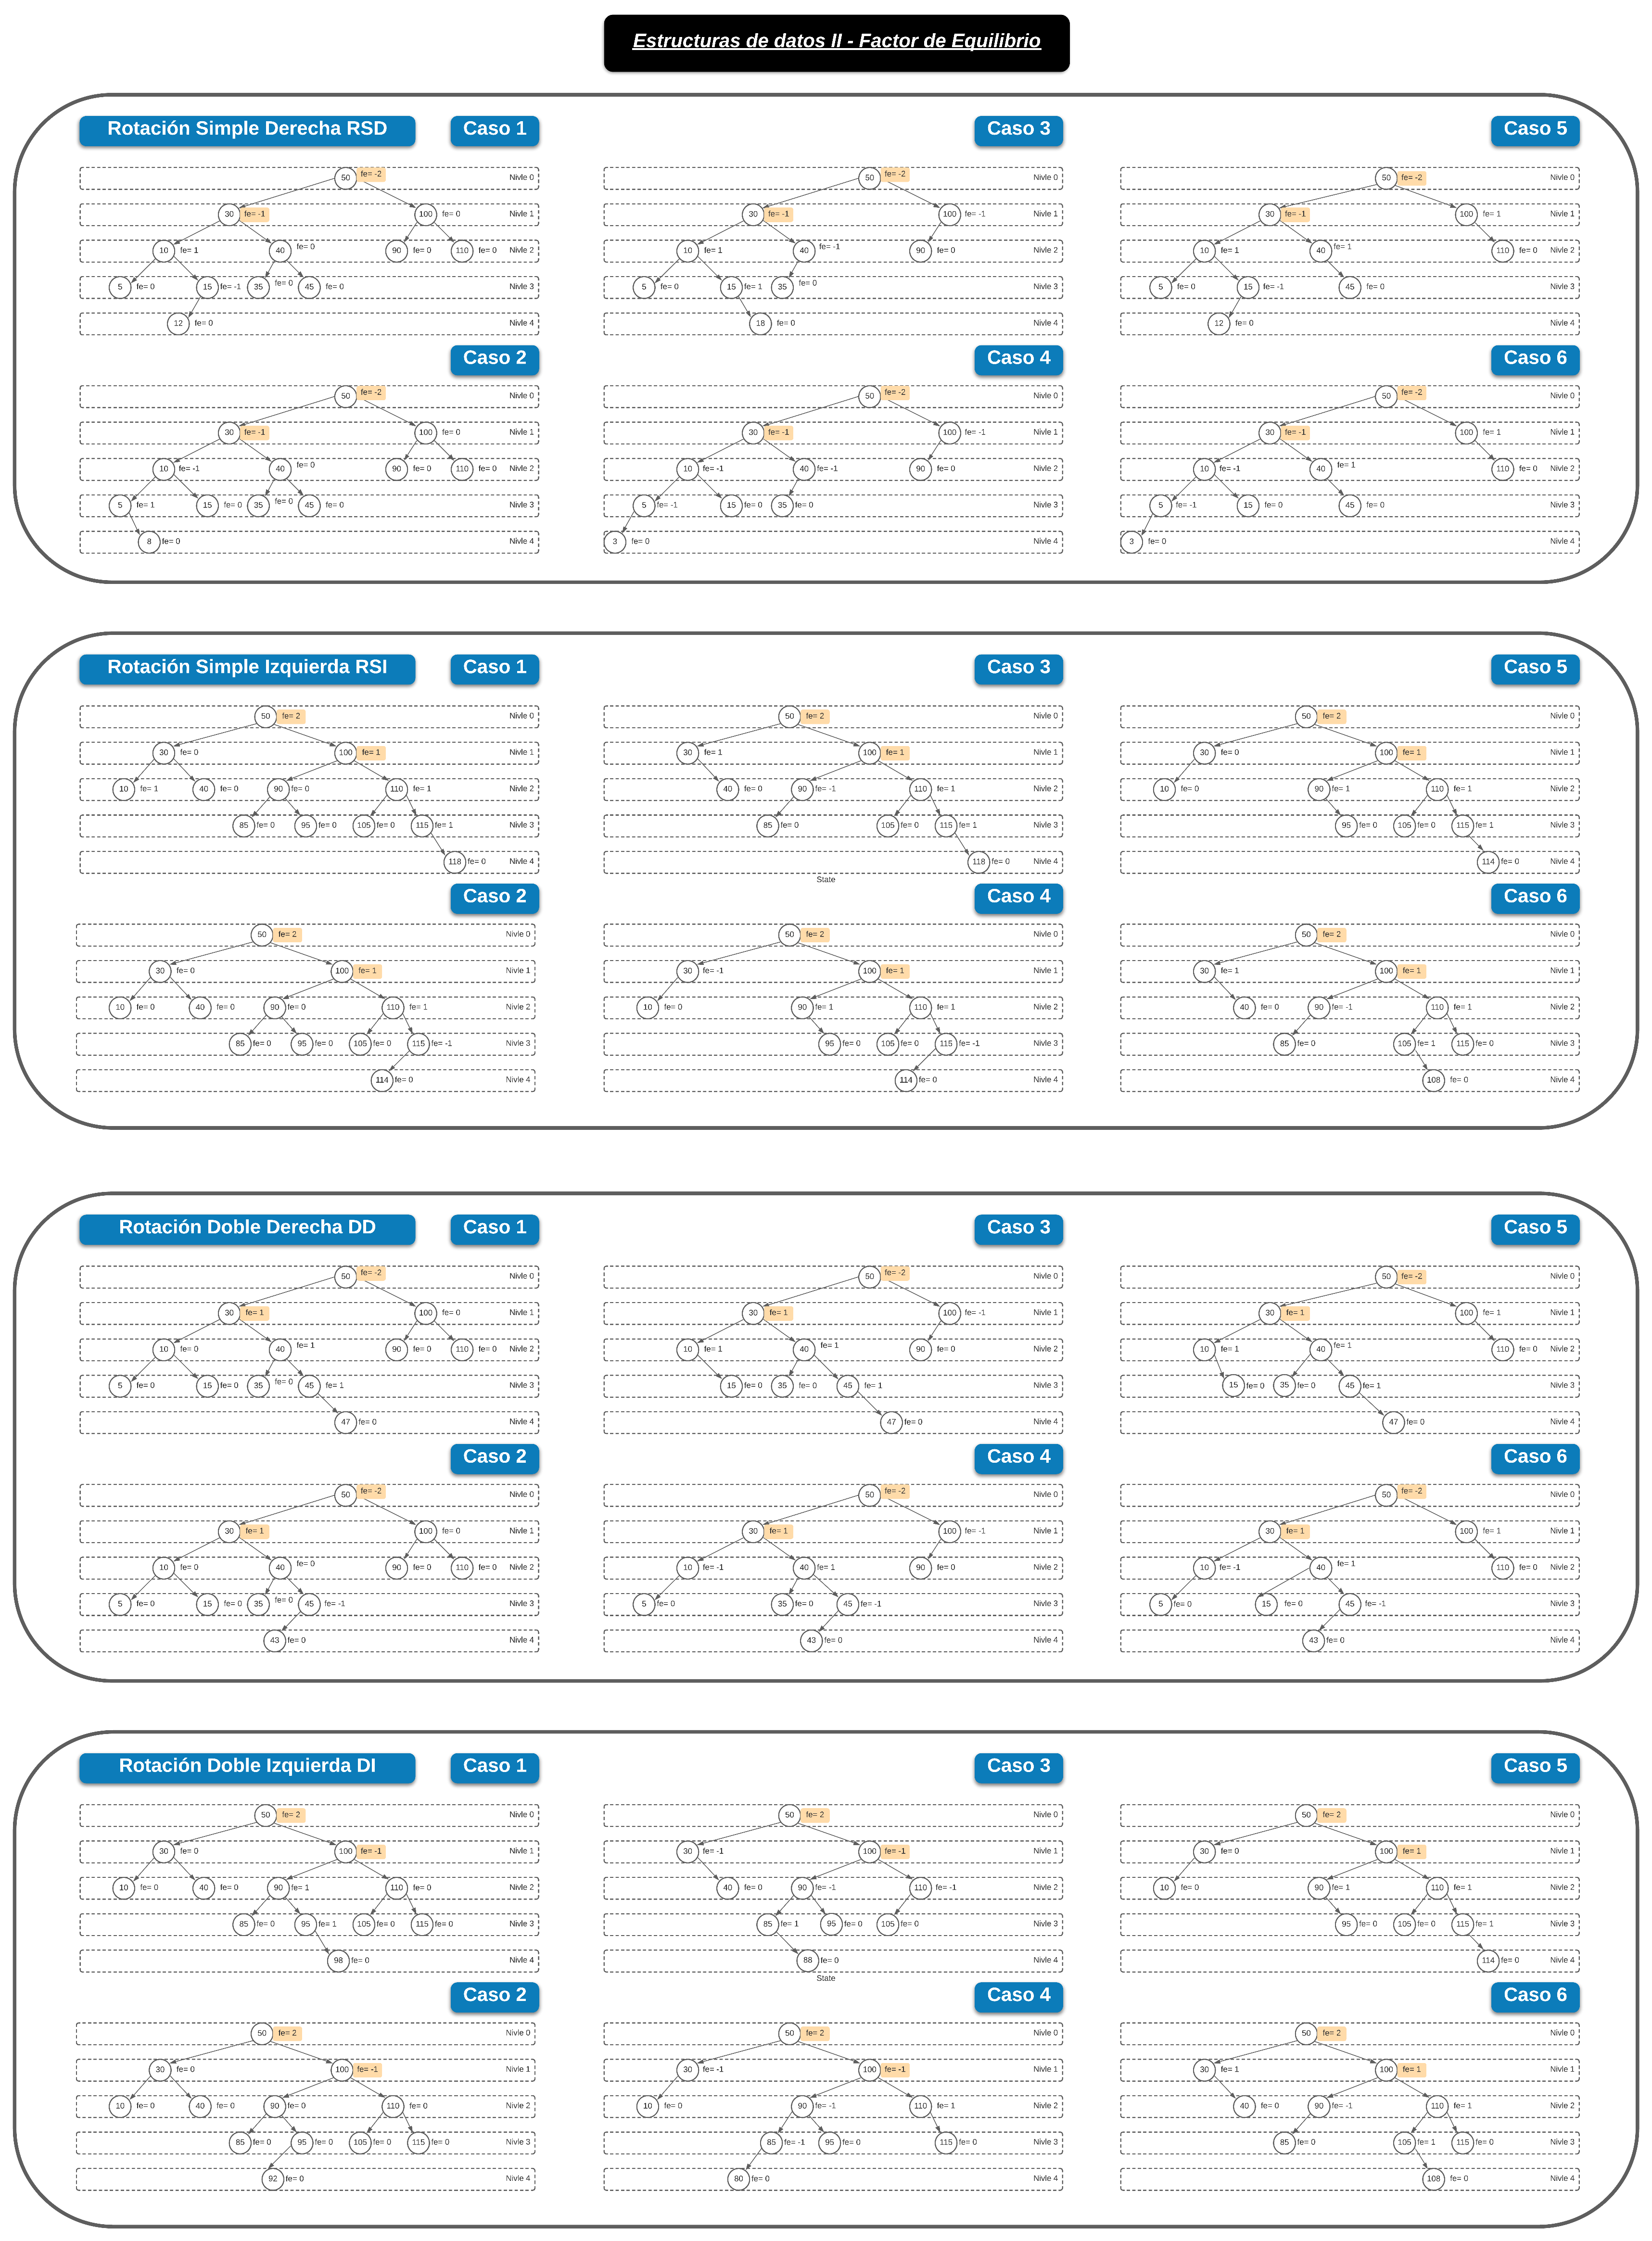 Estructuras de datos II - Factor de Equilibrio
Rotación Simple Derecha RSD
Caso 1
50 fe= -2 Nivle 0
30 fe= -1 100 fe= 0 Nivle 1
10 fe= 1 40 fe= 0 90 fe= 0 110 fe= 0 Nivle 2
5 fe= 0 15 fe= -1 35 fe= 0 45 fe= 0 Nivle 3
12 fe= 0 Nivle 4
Caso 2
50 fe= -2 Nivle 0
30 fe= -1 100 fe= 0 Nivle 1
10 fe= -1 40 fe= 0 90 fe= 0 110 fe= 0 Nivle 2
5 fe= 1 15 fe= 0 35 fe= 0 45 fe= 0 Nivle 3
8 fe= 0 Nivle 4
Caso 3
50 fe= -2 Nivle 0
30 fe= -1 100 fe= -1 Nivle 1
10 fe= 1 40 fe= -1 90 fe= 0 Nivle 2
5 fe= 0 15 fe= 1 35 fe= 0 Nivle 3
18 fe= 0 Nivle 4
Caso 4
50 fe= -2 Nivle 0
30 fe= -1 100 fe= -1 Nivle 1
10 fe= -1 40 fe= -1 90 fe= 0 Nivle 2
5 fe= -1 15 fe= 0 35 fe= 0 Nivle 3
3 fe= 0 Nivle 4
Caso 5
50 fe= -2 Nivle 0
30 fe= -1 100 fe= 1 Nivle 1
10 fe= 1 40 fe= 1 110 fe= 0 Nivle 2
5 fe= 0 15 fe= -1 45 fe= 0 Nivle 3
12 fe= 0 Nivle 4
Caso 6
50 fe= -2 Nivle 0
30 fe= -1 100 fe= 1 Nivle 1
10 fe= -1 40 fe= 1 110 fe= 0 Nivle 2
5 fe= -1 15 fe= 0 45 fe= 0 Nivle 3
3 fe= 0 Nivle 4
Rotación Simple Izquierda RSI
Caso 1
50 fe= 2 Nivle 0
30 fe= 0 100 fe= 1 Nivle 1
10 fe= 1 40 fe= 0 90 fe= 0 110 fe= 1 Nivle 2
85 fe= 0 95 fe= 0 105 fe= 0 115 fe= 1 Nivle 3
118 fe= 0 Nivle 4
Caso 2
50 fe= 2 Nivle 0
30 fe= 0 100 fe= 1 Nivle 1
10 fe= 0 40 fe= 0 90 fe= 0 110 fe= 1 Nivle 2
85 fe= 0 95 fe= 0 105 fe= 0 115 fe= -1 Nivle 3
114 fe= 0 Nivle 4
Caso 3
50 fe= 2 Nivle 0
30 fe= 1 100 fe= 1 Nivle 1
40 fe= 0 90 fe= -1 110 fe= 1 Nivle 2
85 fe= 0 105 fe= 0 115 fe= 1 Nivle 3
118 fe= 0 Nivle 4
State
Caso 4
50 fe= 2 Nivle 0
30 fe= -1 100 fe= 1 Nivle 1
10 fe= 0 90 fe= 1 110 fe= 1 Nivle 2
95 fe= 0 105 fe= 0 115 fe= -1 Nivle 3
114 fe= 0 Nivle 4
Caso 5
50 fe= 2 Nivle 0
30 fe= 0 100 fe= 1 Nivle 1
10 fe= 0 90 fe= 1 110 fe= 1 Nivle 2
95 fe= 0 105 fe= 0 115 fe= 1 Nivle 3
114 fe= 0 Nivle 4
Caso 6
50 fe= 2 Nivle 0
30 fe= 1 100 fe= 1 Nivle 1
40 fe= 0 90 fe= -1 110 fe= 1 Nivle 2
85 fe= 0 105 fe= 1 115 fe= 0 Nivle 3
108 fe= 0 Nivle 4
Rotación Doble Derecha DD
Caso 1
50 fe= -2 Nivle 0
30 fe= 1 100 fe= 0 Nivle 1
10 fe= 0 40 fe= 1 90 fe= 0 110 fe= 0 Nivle 2
5 fe= 0 15 fe= 0 35 fe= 0 45 fe= 1 Nivle 3
47 fe= 0 Nivle 4
Caso 2
50 fe= -2 Nivle 0
30 fe= 1 100 fe= 0 Nivle 1
10 fe= 0 40 fe= 0 90 fe= 0 110 fe= 0 Nivle 2
5 fe= 0 15 fe= 0 35 fe= 0 45 fe= -1 Nivle 3
43 fe= 0 Nivle 4
Caso 3
50 fe= -2 Nivle 0
30 fe= 1 100 fe= -1 Nivle 1
10 fe= 1 40 fe= 1 90 fe= 0 Nivle 2
15 fe= 0 35 fe= 0 45 fe= 1 Nivle 3
47 fe= 0 Nivle 4
Caso 4
50 fe= -2 Nivle 0
30 fe= 1 100 fe= -1 Nivle 1
10 fe= -1 40 fe= 1 90 fe= 0 Nivle 2
5 fe= 0 35 fe= 0 45 fe= -1 Nivle 3
43 fe= 0 Nivle 4
Caso 5
50 fe= -2 Nivle 0
30 fe= 1 100 fe= 1 Nivle 1
10 fe= 1 40 fe= 1 110 fe= 0 Nivle 2
15 fe= 0 35 fe= 0 45 fe= 1 Nivle 3
47 fe= 0 Nivle 4
Caso 6
50 fe= -2 Nivle 0
30 fe= 1 100 fe= 1 Nivle 1
10 fe= -1 40 fe= 1 110 fe= 0 Nivle 2
5 fe= 0 15 fe= 0 45 fe= -1 Nivle 3
43 fe= 0 Nivle 4
Rotación Doble Izquierda DI
Caso 1
50 fe= 2 Nivle 0
30 fe= 0 100 fe= -1 Nivle 1
10 fe= 0 40 fe= 0 90 fe= 1 110 fe= 0 Nivle 2
85 fe= 0 95 fe= 1 105 fe= 0 115 fe= 0 Nivle 3
98 fe= 0 Nivle 4
Caso 2
50 fe= 2 Nivle 0
30 fe= 0 100 fe= -1 Nivle 1
10 fe= 0 40 fe= 0 90 fe= 0 110 fe= 0 Nivle 2
85 fe= 0 95 fe= 0 105 fe= 0 115 fe= 0 Nivle 3
92 fe= 0 Nivle 4
Caso 3
50 fe= 2 Nivle 0
30 fe= -1 100 fe= -1 Nivle 1
40 fe= 0 90 fe= -1 110 fe= -1 Nivle 2
85 fe= 1 95 fe= 0 105 fe= 0 Nivle 3
88 fe= 0 Nivle 4
State
Caso 4
50 fe= 2 Nivle 0
30 fe= -1 100 fe= -1 Nivle 1
10 fe= 0 90 fe= -1 110 fe= 1 Nivle 2
85 fe= -1 95 fe= 0 115 fe= 0 Nivle 3
80 fe= 0 Nivle 4
Caso 5
50 fe= 2 Nivle 0
30 fe= 0 100 fe= 1 Nivle 1
10 fe= 0 90 fe= 1 110 fe= 1 Nivle 2
95 fe= 0 105 fe= 0 115 fe= 1 Nivle 3
114 fe= 0 Nivle 4
Caso 6
50 fe= 2 Nivle 0
30 fe= 1 100 fe= 1 Nivle 1
40 fe= 0 90 fe= -1 110 fe= 1 Nivle 2
85 fe= 0 105 fe= 1 115 fe= 0 Nivle 3
108 fe= 0 Nivle 4